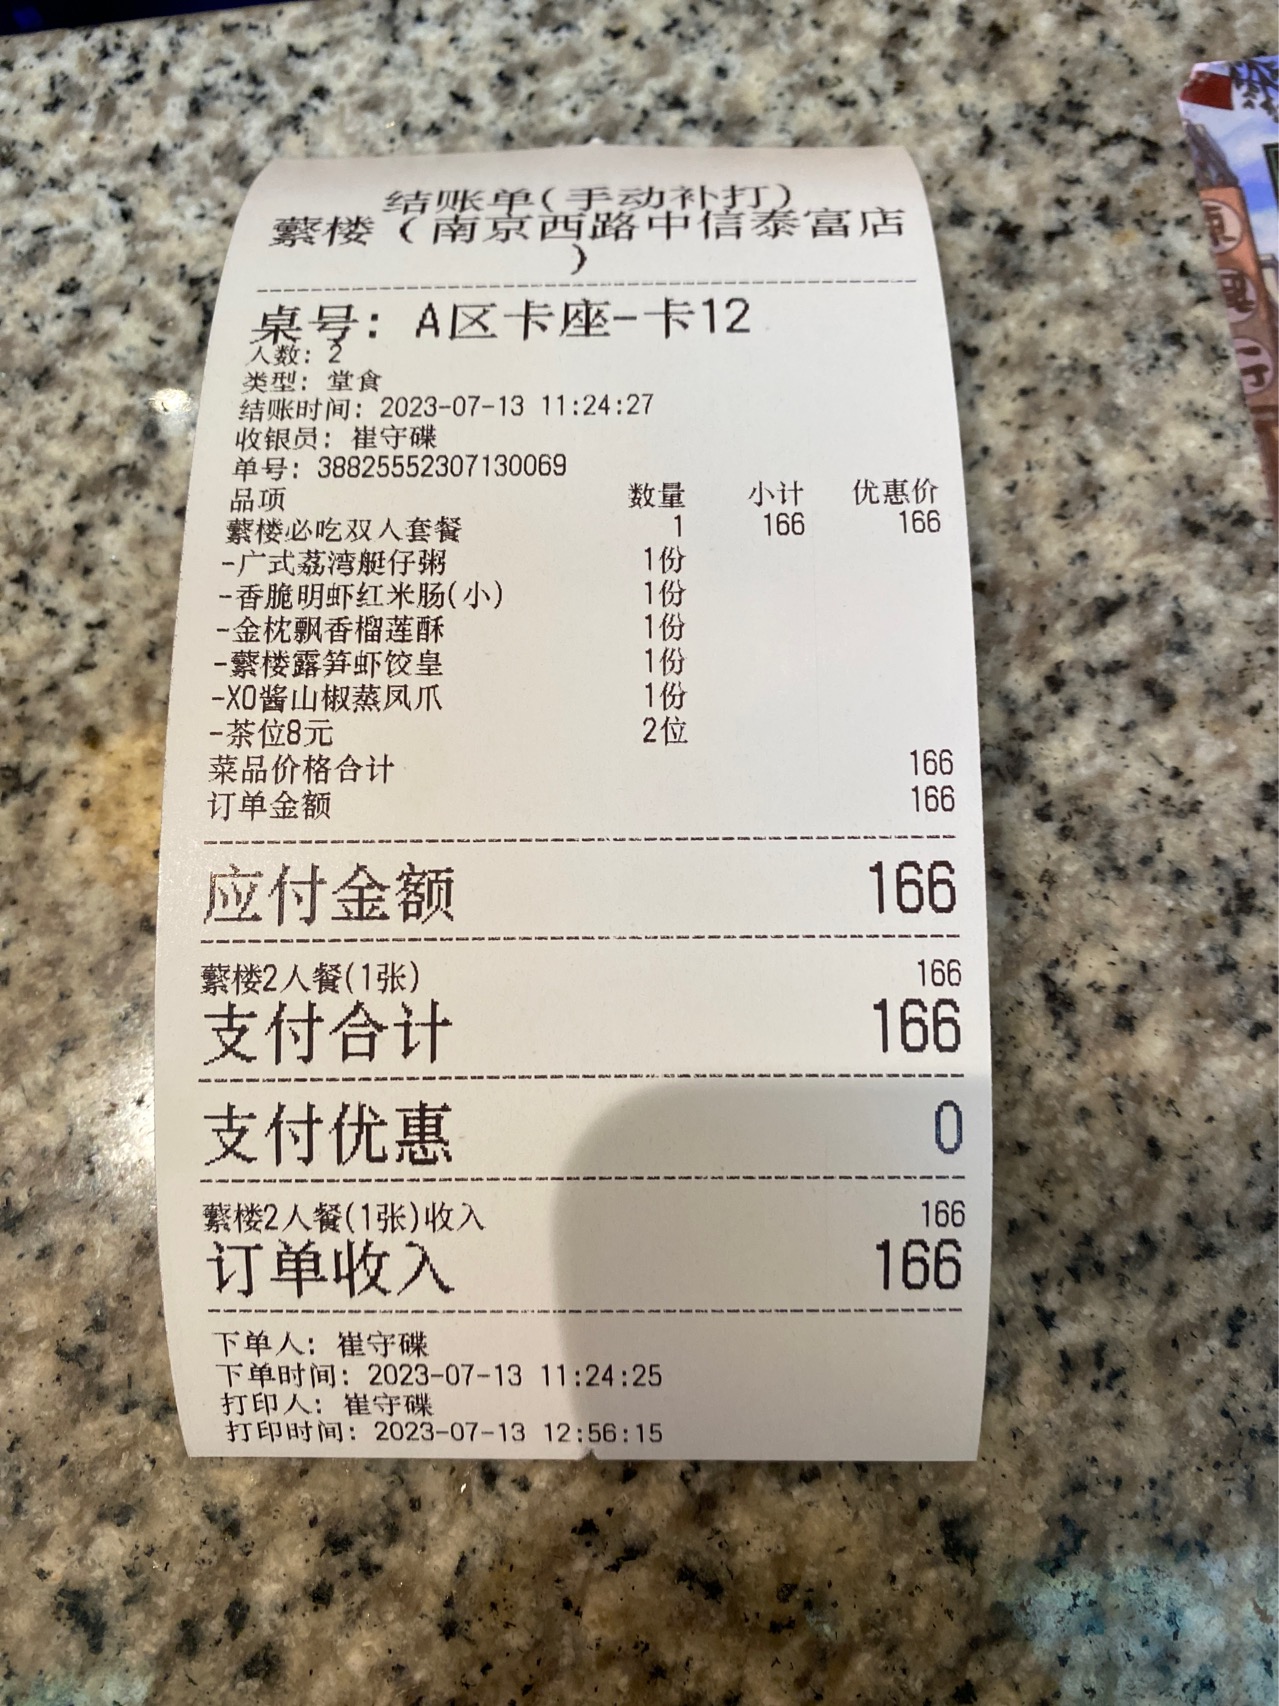 结账单(手动补打)
蘩楼(南京西路中信泰富店
)
桌号: A区卡座-卡12
人数: 2
类型: 堂食
结账时间: 2023-07-13 11:24:27
收银员: 崔守碟
单号: 38825552307130069
品项 数量 小计 优惠价
蘩楼必吃双人套餐 1 166 166
-广式荔湾艇仔粥 1份
-香脆明虾红米肠(小) 1份
-金枕飘香榴莲酥 1份
-蘩楼露笋虾饺皇 1份
-XO酱山椒蒸凤爪 1份
-茶位8元 2位
菜品价格合计 166
订单金额 166
应付金额 166
蘩楼2人餐(1张) 166
支付合计 166
支付优惠 0
蘩楼2人餐(1张)收入 166
订单收入 166
下单人: 崔守碟
下单时间: 2023-07-13 11:24:25
打印人: 崔守碟
打印时间: 2023-07-13 12:56:15